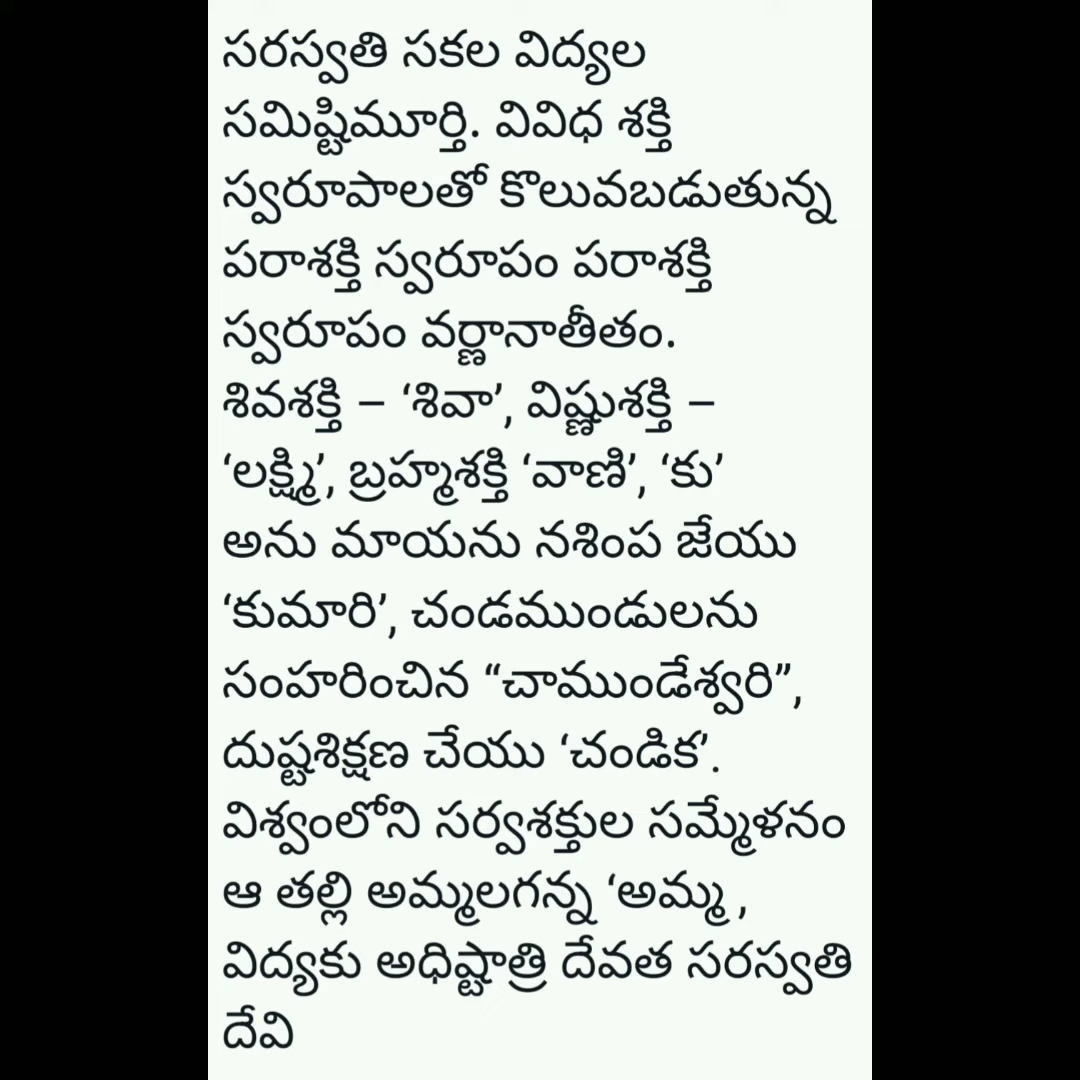 సరస్వతి సకల విద్యల
సమిష్టిమూర్తి. వివిధ శక్తి
స్వరూపాలతో కొలువబడుతున్న
పరాశక్తి స్వరూపం పరాశక్తి
స్వరూపం వర్ణానాతీతం.
శివశక్తి – ‘శివా’, విష్ణుశక్తి –
‘లక్ష్మి’, బ్రహ్మశక్తి ‘వాణి’, ‘కు’
అను మాయను నశింప జేయు
‘కుమారి’, చండముండులను
సంహరించిన “చాముండేశ్వరి”,
దుష్టశిక్షణ చేయు ‘చండిక’.
విశ్వంలోని సర్వశక్తుల సమ్మేళనం
ఆ తల్లి అమ్మలగన్న ‘అమ్మ ,
విద్యకు అధిష్టాత్రి దేవత సరస్వతి
దేవి